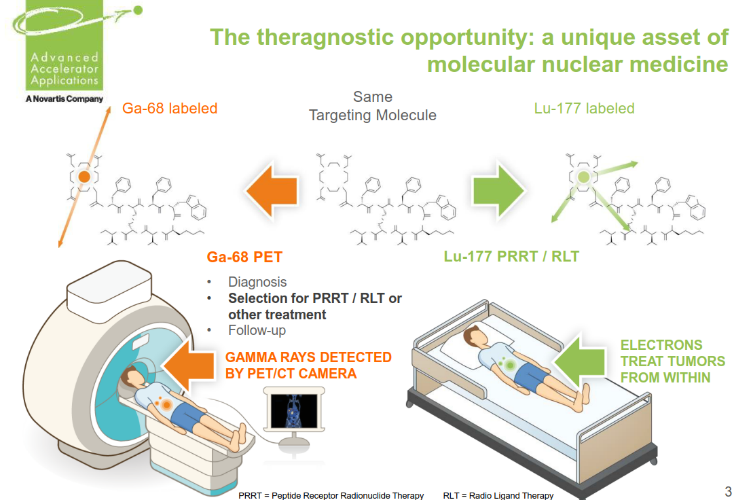 Advanced
Accelerator
Applications
A Novartis Company
The theragnostic opportunity: a unique asset of
molecular nuclear medicine
Ga-68 labeled
Same
Targeting Molecule
Lu-177 labeled
Ga-68 PET
• Diagnosis
• Selection for PRRT / RLT or
other treatment
• Follow-up
GAMMA RAYS DETECTED
BY PET/CT CAMERA
Lu-177 PRRT / RLT
ELECTRONS
TREAT TUMORS
FROM WITHIN
PRRT = Peptide Receptor Radionuclide Therapy
RLT = Radio Ligand Therapy
3